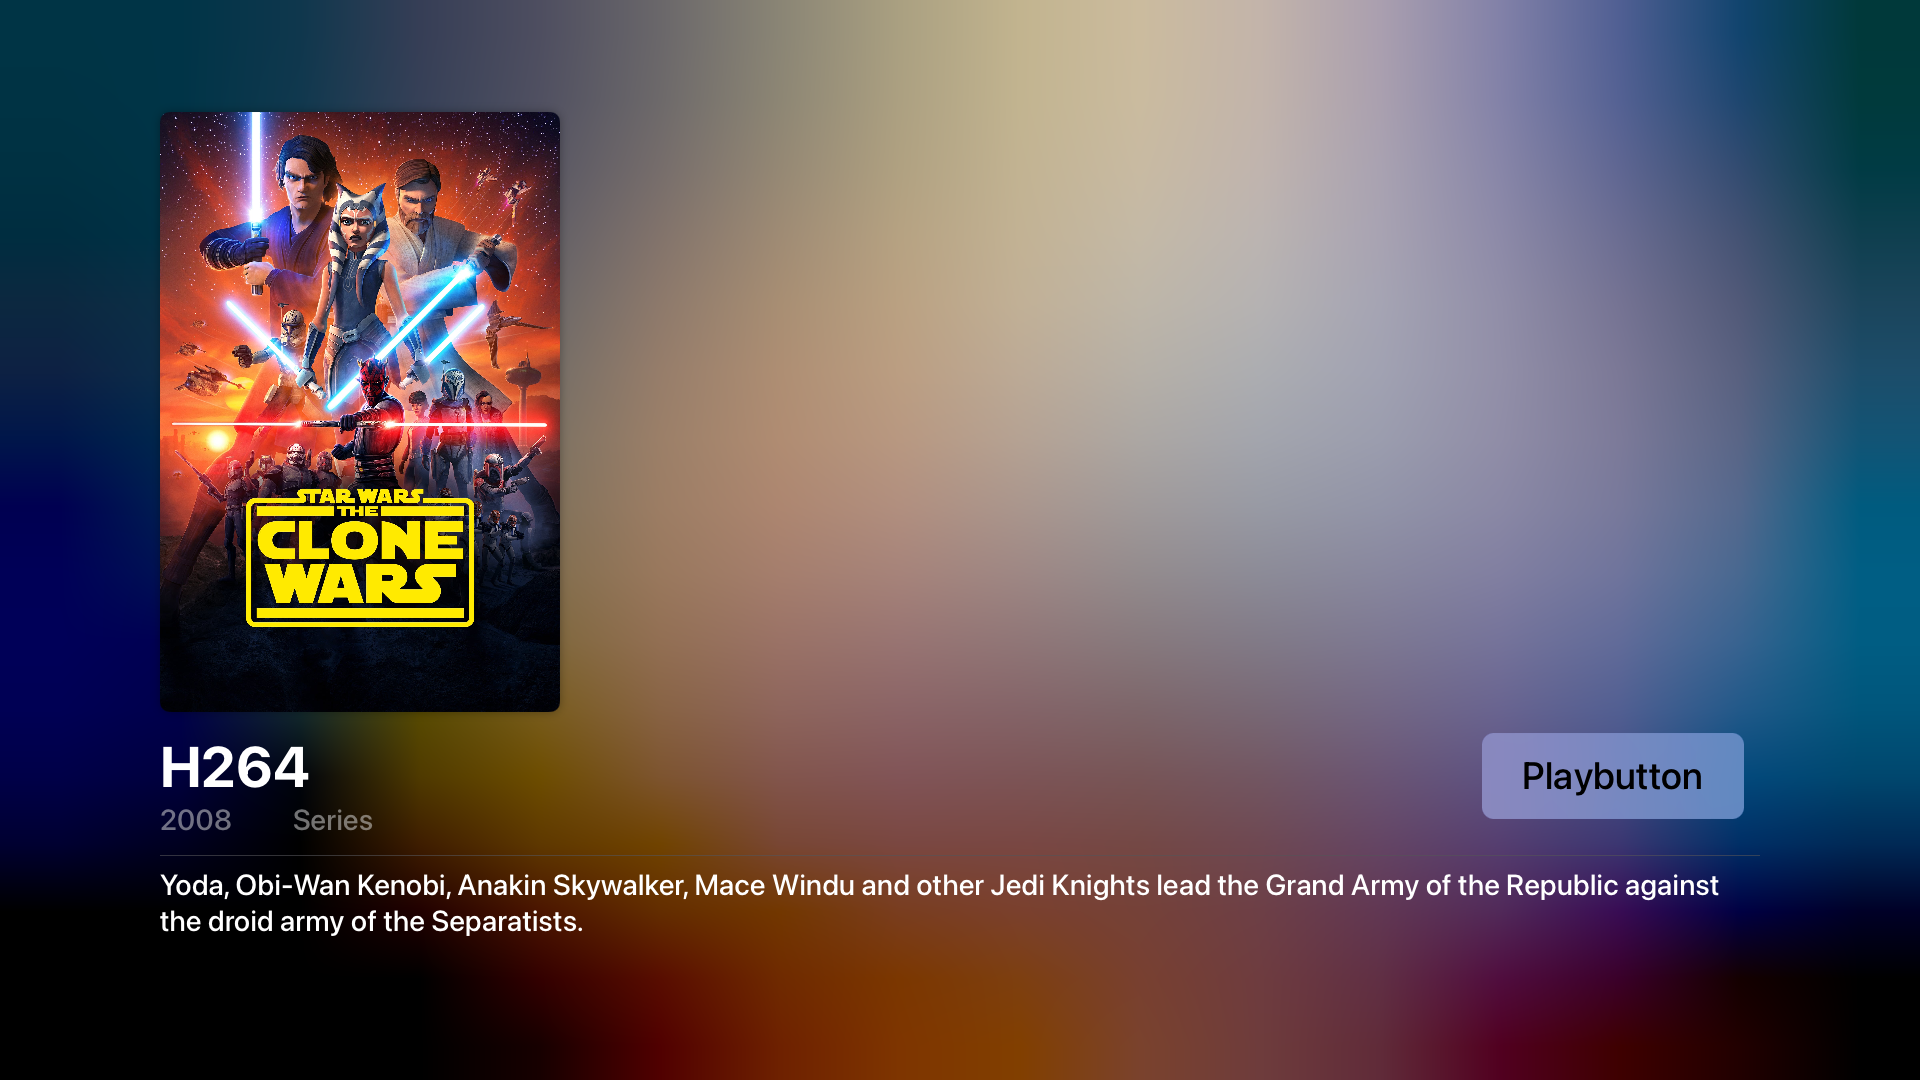 STAR WARS
THE
CLONE
WARS
H264
2008 Series
Playbutton
Yoda, Obi-Wan Kenobi, Anakin Skywalker, Mace Windu and other Jedi Knights lead the Grand Army of the Republic against
the droid army of the Separatists.